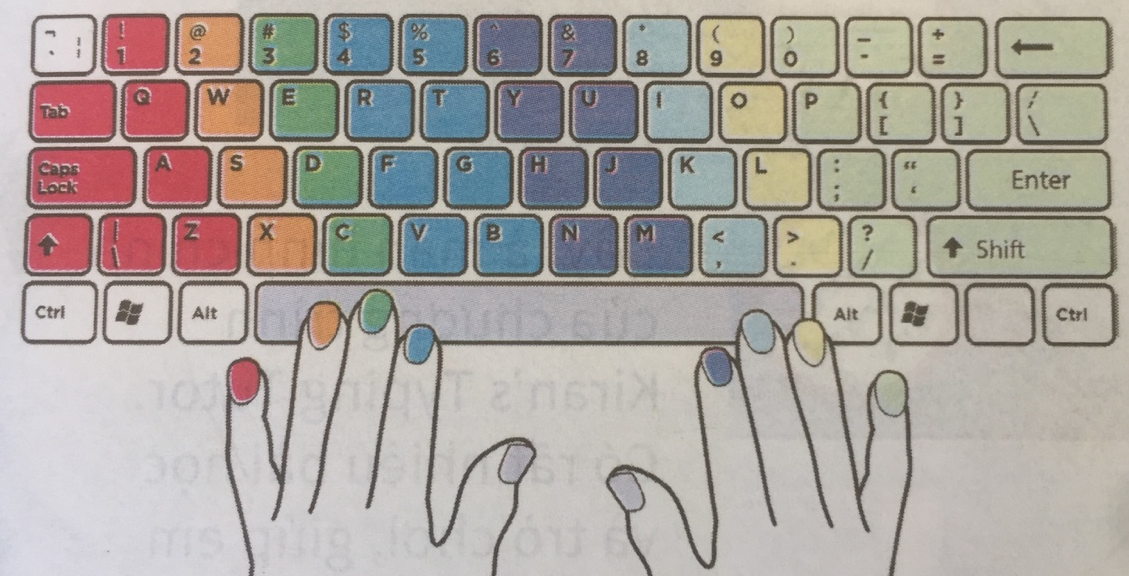 ¬ ¦ ! @ # $ % ^ & * ( ) — +
` 1 2 3 4 5 6 7 8 9 0 - =
Tab Q W E R T Y U I O P { } /
[ ] \
Caps A S D F G H J K L : “
Lock ; ‘ Enter
| Z X C V B N M < > ?
\ , . / Shift
Ctrl Alt Alt Ctrl
của chương trình
Kiran's Typing Tutor.
Có rất nhiều bài học
và trò chơi, giúp em